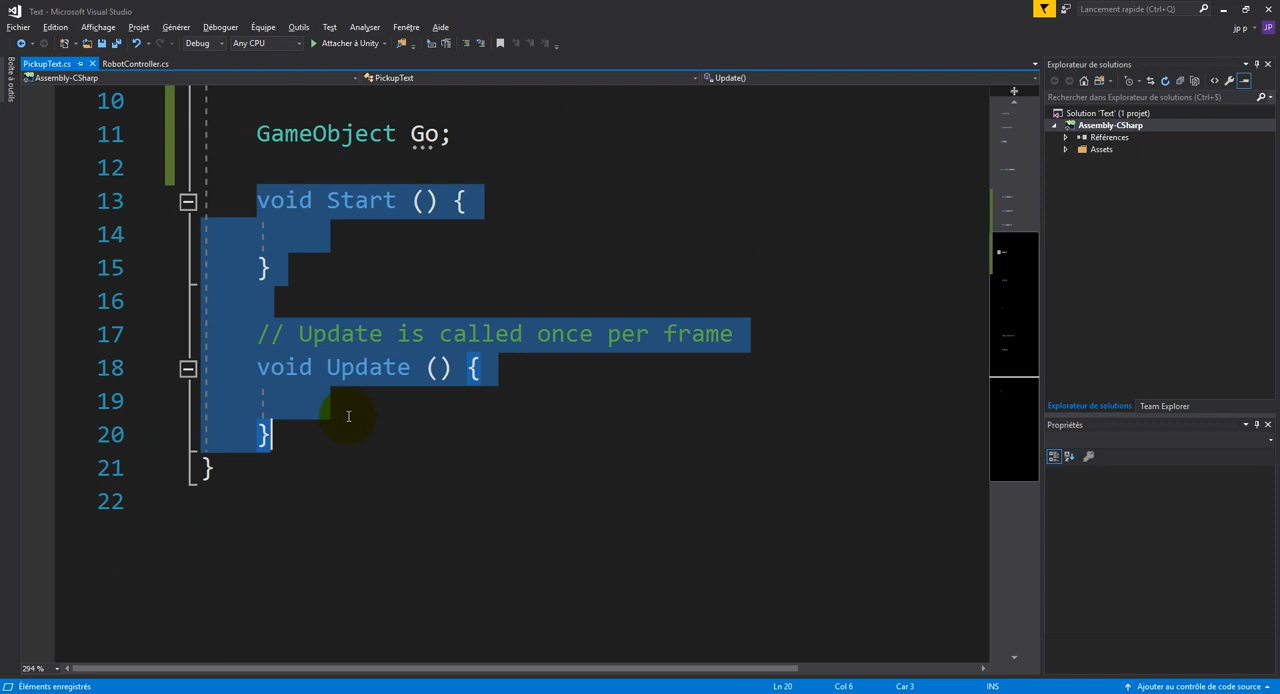 Text - Microsoft Visual Studio
Lancement rapide (Ctrl+Q)
Fichier Edition Affichage Projet Générer Déboguer Équipe Outils Test Analyser Fenêtre Aide
jp p JP
Debug Any CPU Attacher à Unity
Boîte à outils
PickupText.cs RobotController.cs
Assembly-CSharp PickupText Update()
10
11 GameObject Go;
12
13 void Start () {
14
15 }
16
17 // Update is called once per frame
18 void Update () {
19
20 }
21 }
22
294 %
Explorateur de solutions
Rechercher dans Explorateur de solutions (Ctrl+$)
Solution 'Text' (1 projet)
Assembly-CSharp
Références
Assets
Explorateur de solutions Team Explorer
Propriétés
Éléments enregistrés Ln 20 Col 6 Car 3 INS Ajouter au contrôle de code source